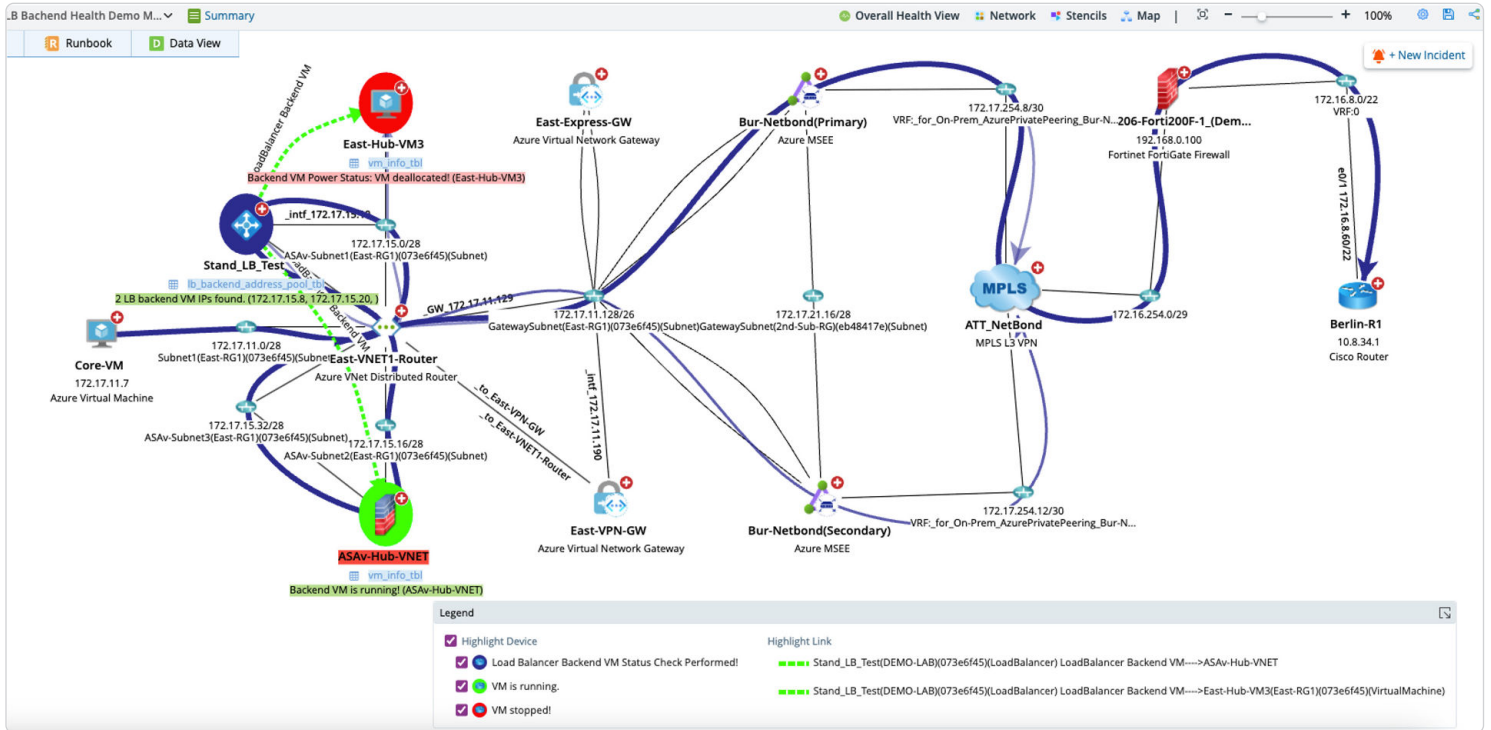 .LB Backend Health Demo M...
Summary
Overall Health View
Network
Stencils
Map
100%
Runbook
Data View
+ New Incident
LoadBalancer Backend VM
East-Hub-VM3
vm_info_tbl
Backend VM Power Status: VM deallocated! (East-Hub-VM3)
East-Express-GW
Azure Virtual Network Gateway
Bur-Netbond(Primary)
Azure MSEE
172.17.254.8/30
VRF:_for_On-Prem_AzurePrivatePeering_Bur-N...
206-Forti200F-1_(Dem...
192.168.0.100
Fortinet FortiGate Firewall
172.16.8.0/22
VRF:0
e0/1 172.16.8.60/22
172.17.15.0/28
ASAv-Subnet1(East-RG1)(073e6f45)(Subnet)
Stand_LB_Test
lb_backend_address_pool_tbl
2 LB backend VM IPs found. (172.17.15.8, 172.17.15.20, )
_GW_172.17.11.129
172.17.11.128/26
GatewaySubnet(East-RG1)(073e6f45)(Subnet)GatewaySubnet(2nd-Sub-RG)(eb48417e)(Subnet)
172.17.21.16/28
MPLS
ATT_NetBond
MPLS L3 VPN
172.16.254.0/29
Berlin-R1
10.8.34.1
Cisco Router
Core-VM
172.17.11.7
Azure Virtual Machine
172.17.11.0/28
Subnet1(East-RG1)(073e6f45)(Subnet
East-VNET1-Router
Azure VNet Distributed Router
_to_East-VPN-GW
_to_East-VNET1-Router
_intf_172.17.11.190
172.17.15.32/28
ASAv-Subnet3(East-RG1)(073e6f45)(Subnet)
172.17.15.16/28
ASAv-Subnet2(East-RG1)(073e6f45)(Subnet)
ASAv-Hub-VNET
vm_info_tbl
Backend VM is running! (ASAv-Hub-VNET)
East-VPN-GW
Azure Virtual Network Gateway
Bur-Netbond(Secondary)
Azure MSEE
172.17.254.12/30
VRF:_for_On-Prem_AzurePrivatePeering_Bur-N...
Legend
Highlight Device
Load Balancer Backend VM Status Check Performed!
VM is running.
VM stopped!
Highlight Link
Stand_LB_Test(DEMO-LAB)(073e6f45)(LoadBalancer) LoadBalancer Backend VM---->ASAv-Hub-VNET
Stand_LB_Test(DEMO-LAB)(073e6f45)(LoadBalancer) LoadBalancer Backend VM---->East-Hub-VM3(East-RG1)(073e6f45)(VirtualMachine)